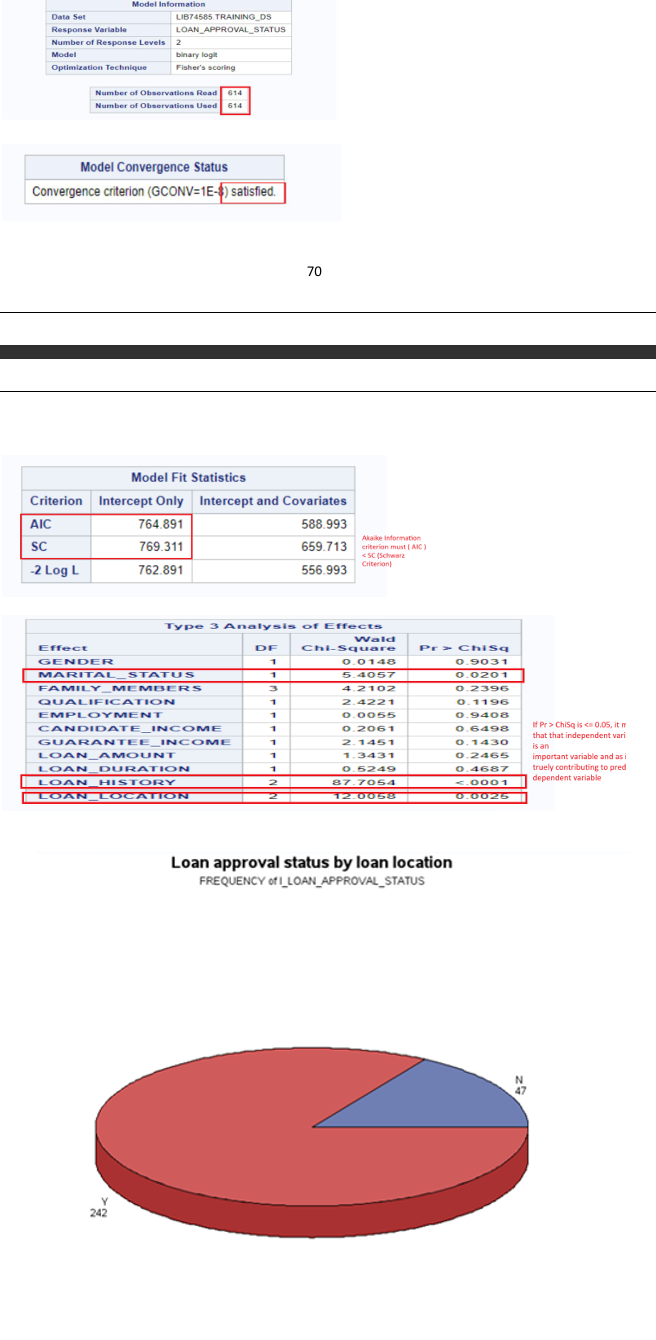 Model Information
Data Set LIB74585.TRAINING_DS
Response Variable LOAN_APPROVAL_STATUS
Number of Response Levels 2
Model binary logit
Optimization Technique Fisher's scoring
Number of Observations Read 614
Number of Observations Used 614
Model Convergence Status
Convergence criterion (GCONV=1E-8) satisfied.
70
Model Fit Statistics
Criterion Intercept Only Intercept and Covariates
AIC 764.891 588.993
SC 769.311 659.713
-2 Log L 762.891 556.993
Akaike Information
criterion must ( AIC )
< SC (Schwarz
Criterion)
Type 3 Analysis of Effects
Effect DF Wald Chi-Square Pr > ChiSq
GENDER 1 0.0148 0.9031
MARITAL_STATUS 1 5.4057 0.0201
FAMILY_MEMBERS 3 4.2102 0.2396
QUALIFICATION 1 2.4221 0.1196
EMPLOYMENT 1 0.0055 0.9408
CANDIDATE_INCOME 1 0.2061 0.6498
GUARANTEE_INCOME 1 2.1451 0.1430
LOAN_AMOUNT 1 1.3431 0.2465
LOAN_DURATION 1 0.5249 0.4687
LOAN_HISTORY 2 87.7054 <.0001
LOAN_LOCATION 2 12.0058 0.0025
If Pr > ChiSq is <= 0.05, it
that that independent vari
is an
important variable and as
truely contributing to pred
dependent variable
Loan approval status by loan location
FREQUENCY of I_LOAN_APPROVAL_STATUS
N
47
Y
242